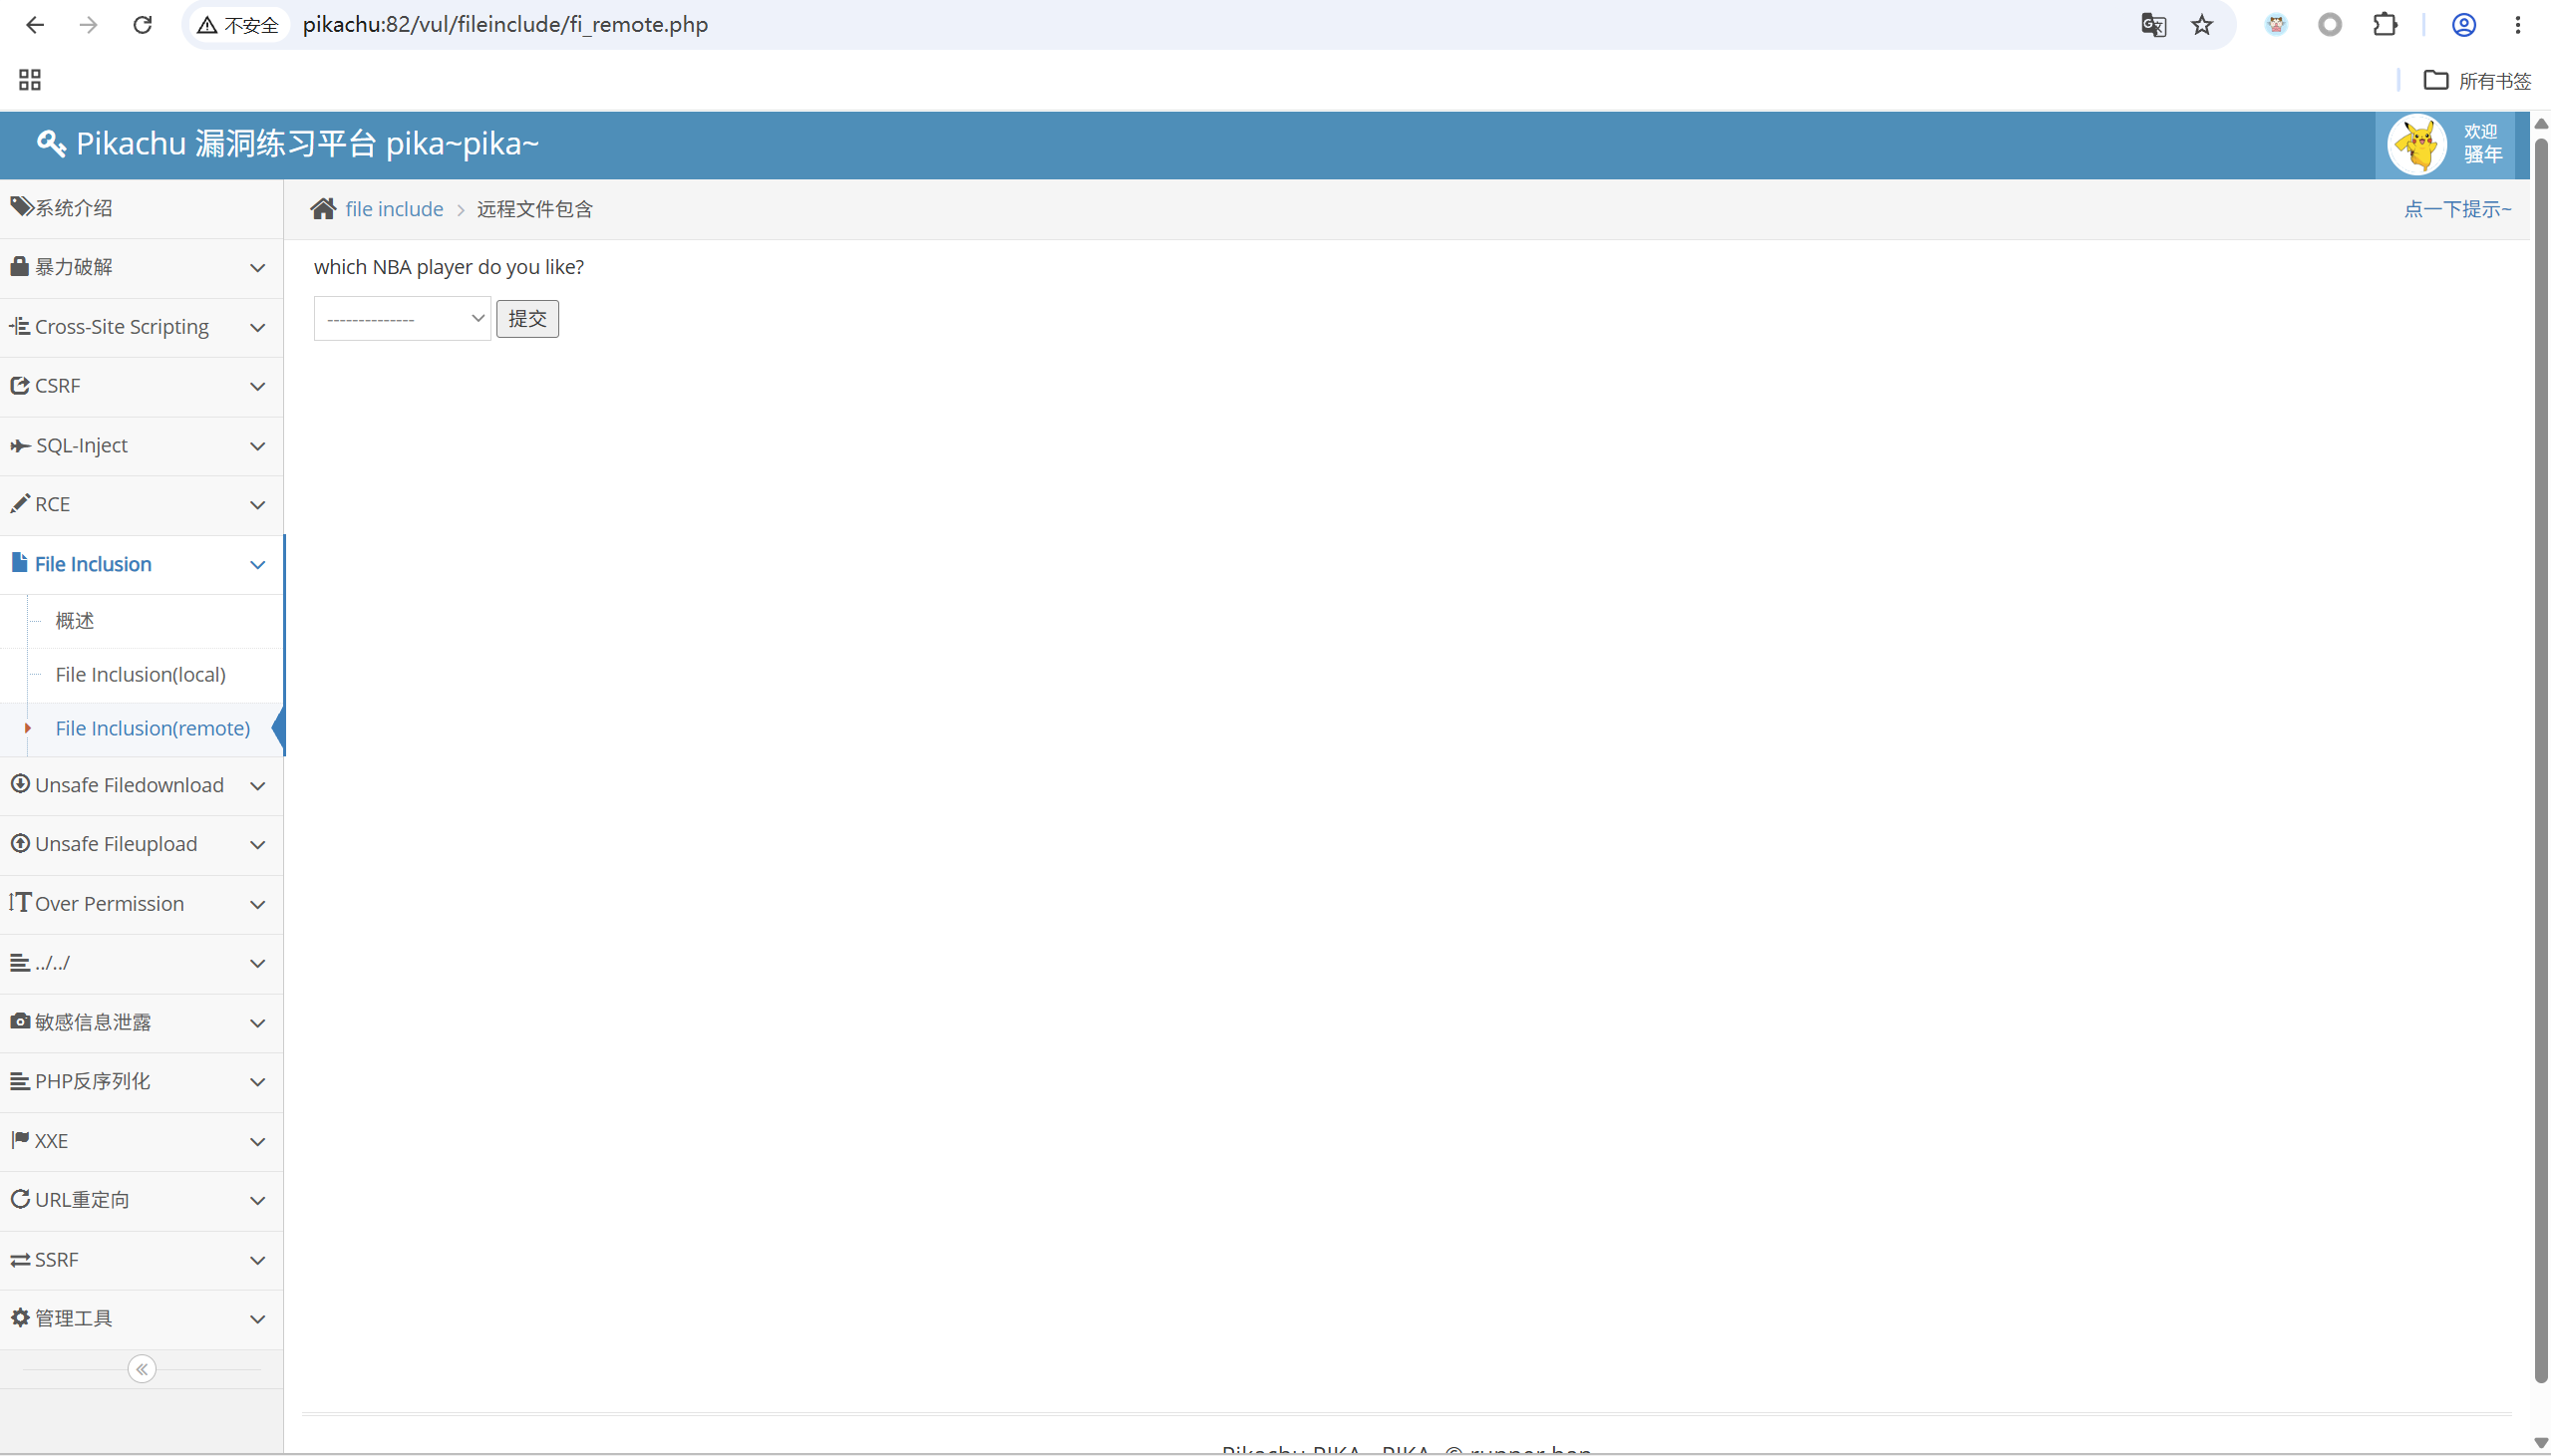 不安全
pikachu:82/vul/fileinclude/fi_remote.php
所有书签
Pikachu 漏洞练习平台 pika~pika~
欢迎
骚年
系统介绍
暴力破解
Cross-Site Scripting
CSRF
SQL-Inject
RCE
File Inclusion
概述
File Inclusion(local)
File Inclusion(remote)
Unsafe Filedownload
Unsafe Fileupload
Over Permission
../../
敏感信息泄露
PHP反序列化
XXE
URL重定向
SSRF
管理工具
file include > 远程文件包含
点一下提示~
which NBA player do you like?
--------------
提交